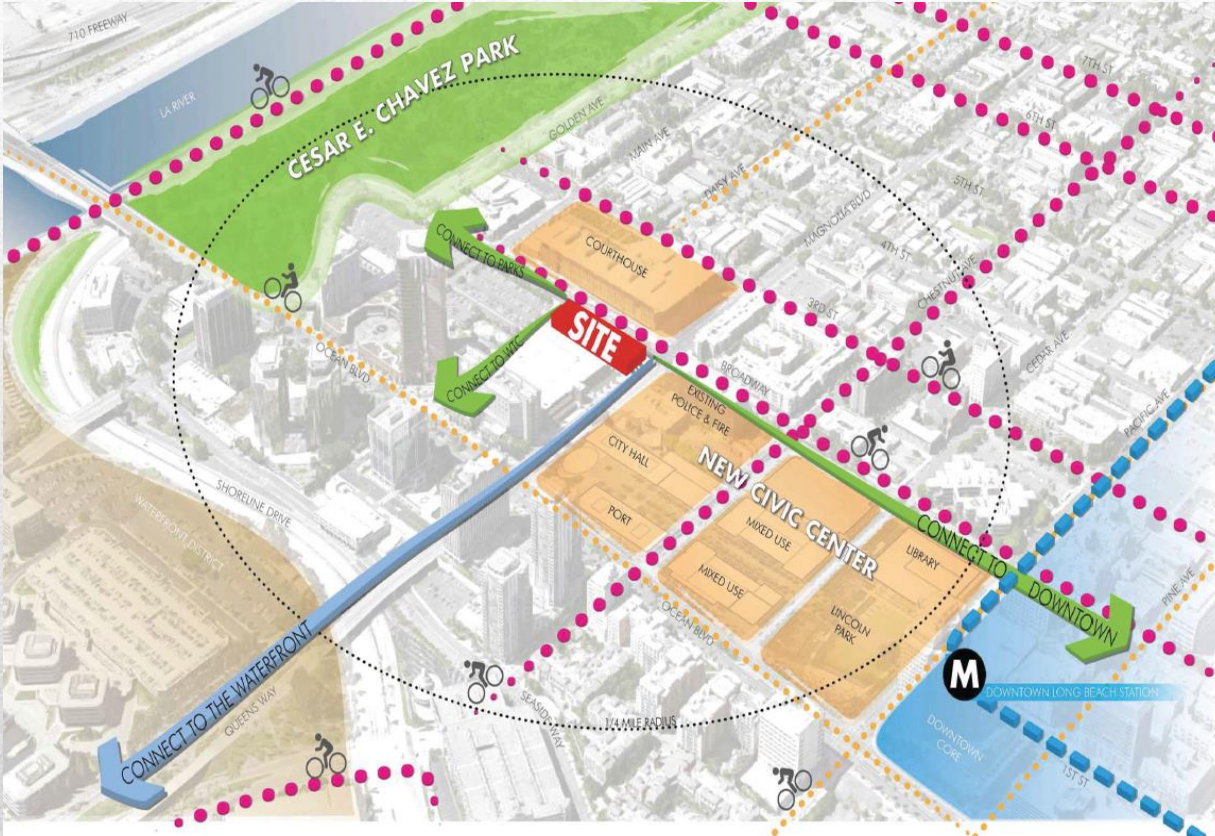 710 FREEWAY
LA RIVER
CESAR E. CHAVEZ PARK
GOLDEN AVE
MAIN AVE
DAISY AVE
MAGNOLIA BLVD
7TH ST
6TH ST
5TH ST
4TH ST
CHESTNUT AVE
3RD ST
CEDAR AVE
PACIFIC AVE
COURTHOUSE
CONNECT TO PARKS
SITE
BROADWAY
CONNECT TO WTC
OCEAN BLVD
EXISTING
POLICE & FIRE
CITY HALL
PORT
NEW CIVIC CENTER
MIXED USE
MIXED USE
LIBRARY
LINCOLN
PARK
CONNECT TO DOWNTOWN
PINE AVE
SHORELINE DRIVE
WATERFRONT DISTRICT
OCEAN BLVD
M
DOWNTOWN LONG BEACH STATION
DOWNTOWN
CORE
1ST ST
CONNECT TO THE WATERFRONT
QUEENS WAY
SEASIDE WAY
1/4 MILE RADIUS